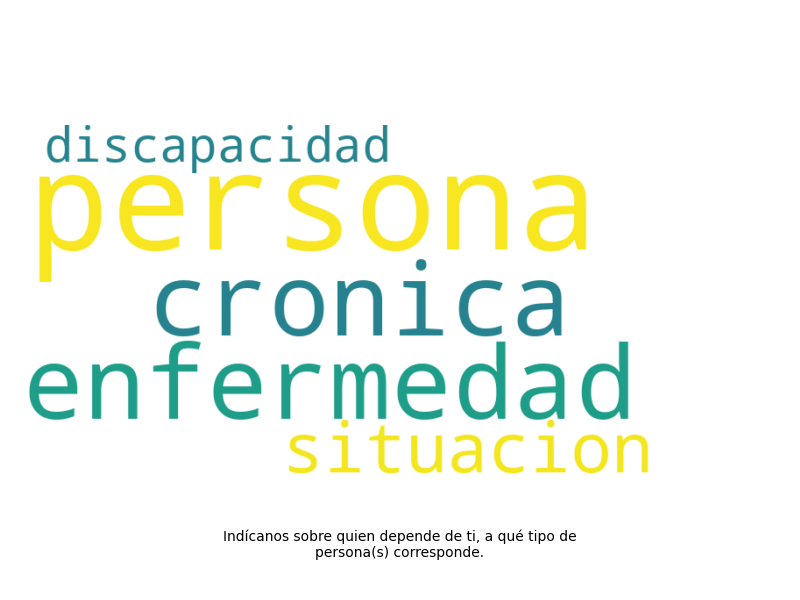 discapacidad
persona
cronica
enfermedad
situacion
Indícanos sobre quien depende de ti, a qué tipo de
persona(s) corresponde.